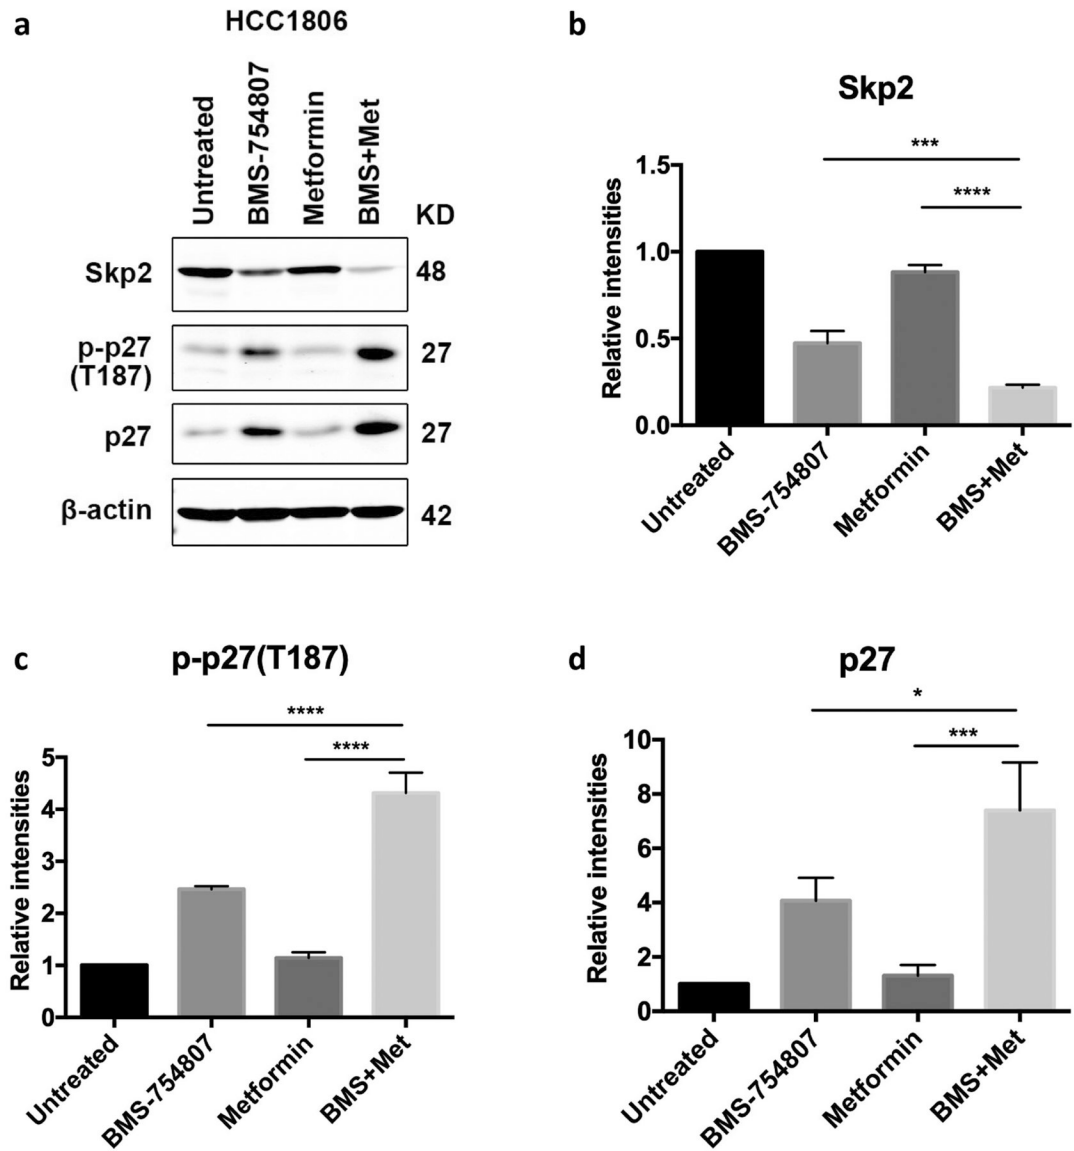 a
HCC1806
Untreated
BMS-754807
Metformin
BMS+Met
KD
Skp2
48
p-p27
(T187)
27
p27
27
β-actin
42
b
Skp2
***
****
Relative intensities
1.5
1.0
0.5
0.0
Untreated
BMS-754807
Metformin
BMS+Met
c
p-p27(T187)
****
****
Relative intensities
5
4
3
2
1
0
Untreated
BMS-754807
Metformin
BMS+Met
d
p27
*
***
Relative intensities
10
8
6
4
2
0
Untreated
BMS-754807
Metformin
BMS+Met